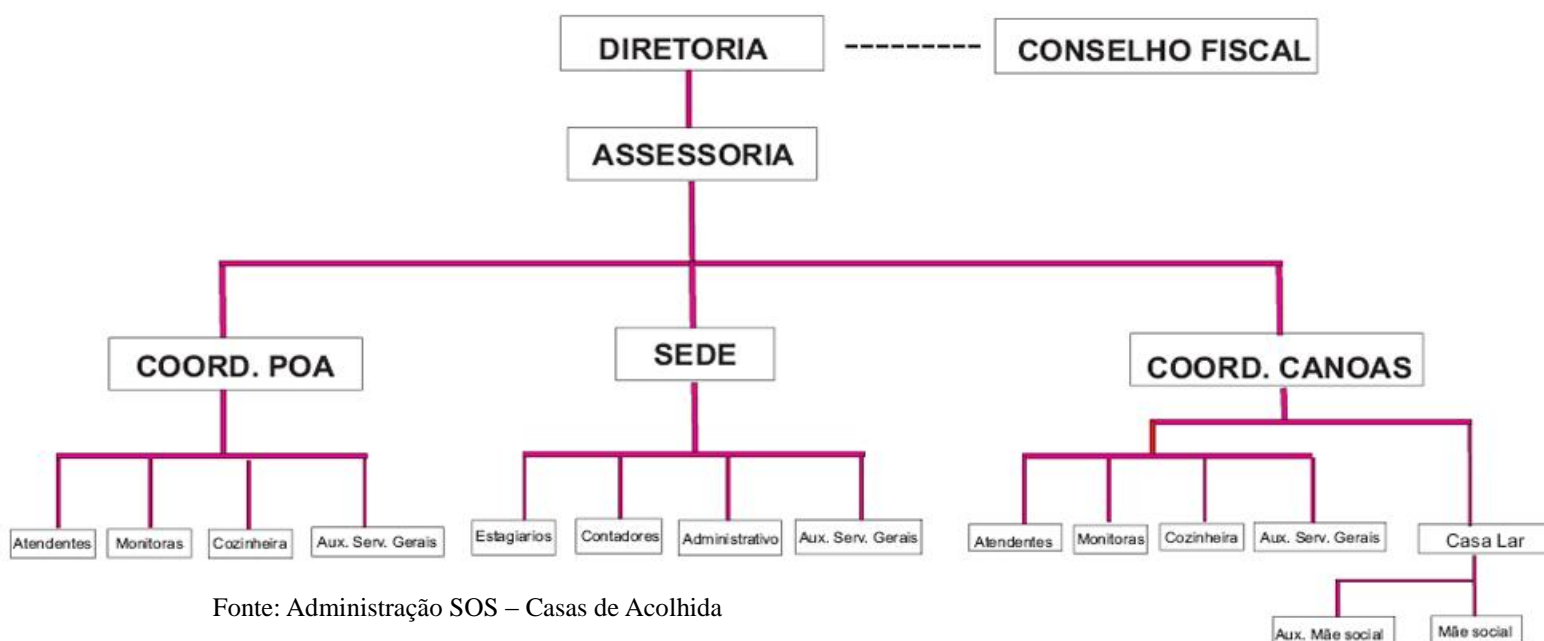 DIRETORIA
CONSELHO FISCAL
ASSESSORIA
COORD. POA
SEDE
COORD. CANOAS
Atendentes
Monitoras
Cozinheira
Aux. Serv. Gerais
Estagiarios
Contadores
Administrativo
Aux. Serv. Gerais
Atendentes
Monitoras
Cozinheira
Aux. Serv. Gerais
Casa Lar
Aux. Mãe social
Mãe social
Fonte: Administração SOS – Casas de Acolhida